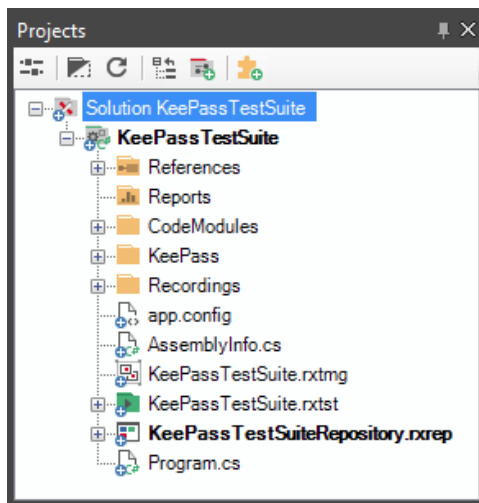 Projects
Solution KeePassTestSuite
KeePassTestSuite
References
Reports
CodeModules
KeePass
Recordings
app.config
AssemblyInfo.cs
KeePassTestSuite.rxtmg
KeePassTestSuite.rxtst
KeePassTestSuiteRepository.rxrep
Program.cs